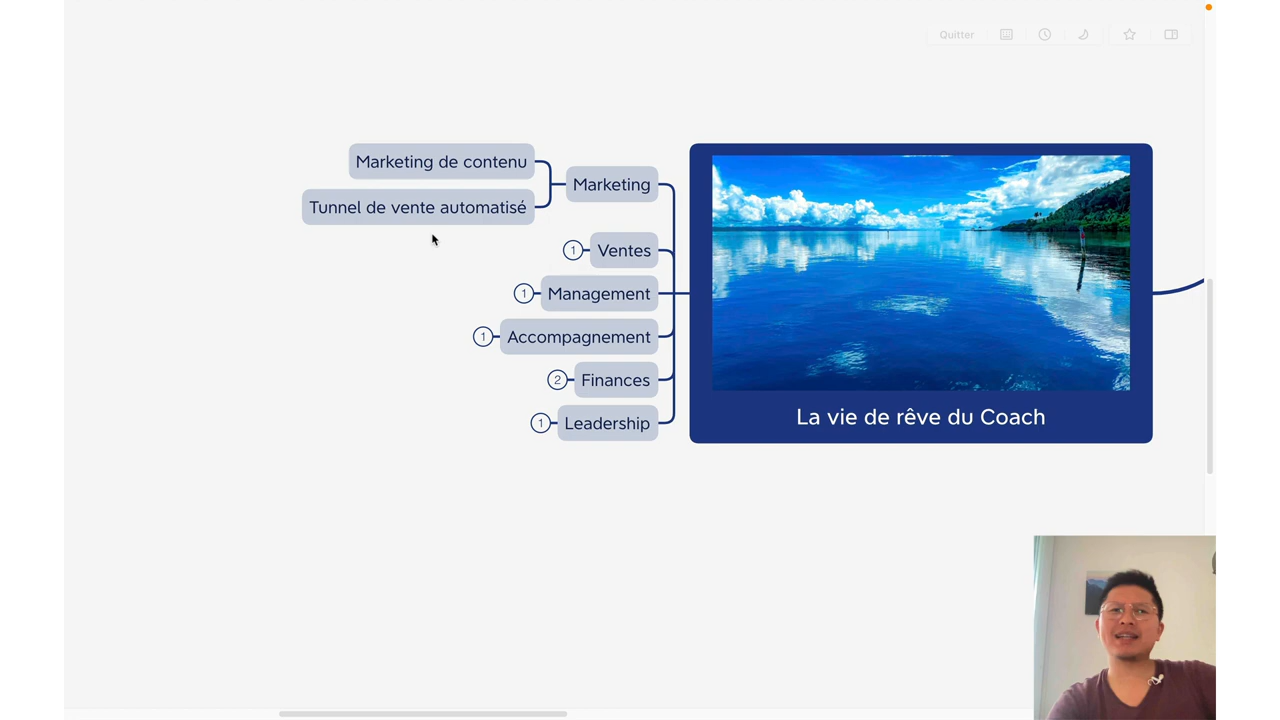 Quitter
Marketing de contenu
Marketing
Tunnel de vente automatisé
1
Ventes
1
Management
1
Accompagnement
2
Finances
1
Leadership
La vie de rêve du Coach